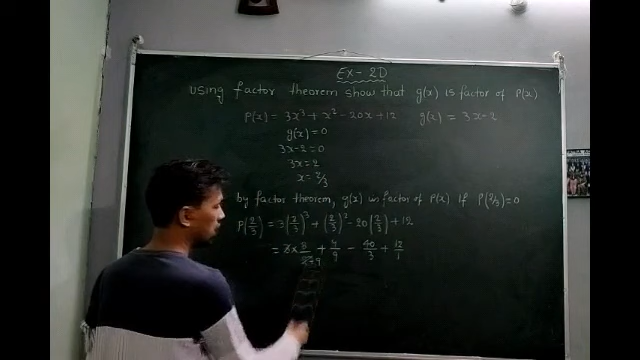 EX - 2D
Using factor theorem show that g(x) is factor of P(x)
P(x) = 3x³ + x² - 20x + 12 g(x) = 3x - 2
g(x) = 0
3x - 2 = 0
3x = 2
x = 2/3
by factor theorem, g(x) is factor of P(x) if P(2/3) = 0
P(2/3) = 3(2/3)³ + (2/3)² - 20(2/3) + 12
= 3 × 8/27 9 + 4/9 - 40/3 + 12/1